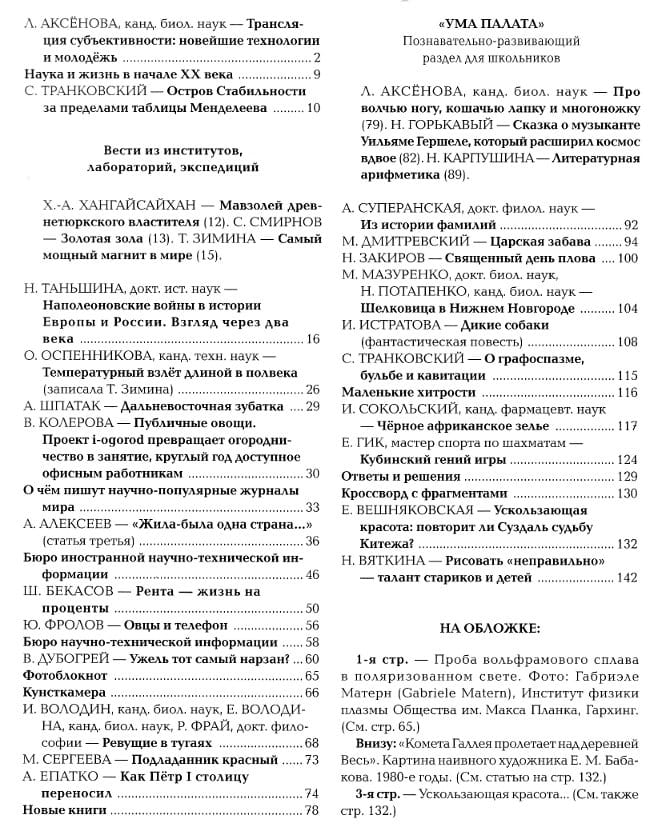 Л. АКСЁНОВА, канд. биол. наук — Трансля-
ция субъективности: новейшие технологии
и молодёжь ............................ 2
Наука и жизнь в начале XX века ............ 9
С. ТРАНКОВСКИЙ — Остров Стабильности
за пределами таблицы Менделеева ......... 10
Вести из институтов,
лабораторий, экспедиций
Х.-А. ХАНГАЙСАЙХАН — Мавзолей древ-
нетюркского властителя (12). С. СМИРНОВ
— Золотая зола (13). Т. ЗИМИНА — Самый
мощный магнит в мире (15).
Н. ТАНЬШИНА, докт. ист. наук —
Наполеоновские войны в истории
Европы и России. Взгляд через два
века ............................ 16
О. ОСПЕННИКОВА, канд. техн. наук —
Температурный взлёт длиной в полвека
(записала Т. Зимина) ............................ 26
А. ШПАТАК — Дальневосточная зубатка .... 29
В. КОЛЕРОВА — Публичные овощи.
Проект i-ogorod превращает огородни-
чество в занятие, круглый год доступное
офисным работникам ............................ 30
О чём пишут научно-популярные журналы
мира ............................ 33
А. АЛЕКСЕЕВ — «Жила-была одна страна...»
(статья третья) ............................ 36
Бюро иностранной научно-технической ин-
формации ............................ 46
Ш. БЕКАСОВ — Рента — жизнь на
проценты ............................ 50
Ю. ФРОЛОВ — Овцы и телефон ............ 56
Бюро научно-технической информации ...... 58
В. ДУБОГРЕЙ — Ужель тот самый нарзан? ... 60
Фотоблокнот ............................ 65
Кунсткамера ............................ 66
И. ВОЛОДИН, канд. биол. наук, Е. ВОЛОДИ-
НА, канд. биол. наук, Р. ФРАЙ, докт. фило-
софии — Ревущие в тугаях ............................ 68
М. СЕРГЕЕВА — Подладанник красный ...... 73
А. ЕПАТКО — Как Пётр I столицу
переносил ............................ 74
Новые книги ............................ 78
«УМА ПАЛАТА»
Познавательно-развивающий
раздел для школьников
Л. АКСЁНОВА, канд. биол. наук — Про
волчью ногу, кошачью лапку и многоножку
(79). Н. ГОРЬКАВЫЙ — Сказка о музыканте
Уильяме Гершеле, который расширил космос
вдвое (82). Н. КАРПУШИНА — Литературная
арифметика (89).
А. СУПЕРАНСКАЯ, докт. филол. наук —
Из истории фамилий ............................ 92
М. ДМИТРЕВСКИЙ — Царская забава ........ 94
Н. ЗАКИРОВ — Священный день плова .... 100
М. МАЗУРЕНКО, докт. биол. наук,
Н. ПОТАПЕНКО, канд. биол. наук —
Шелковица в Нижнем Новгороде .......... 104
И. ИСТРАТОВА — Дикие собаки
(фантастическая повесть) ............................ 108
С. ТРАНКОВСКИЙ — О графоспазме,
бульбе и кавитации ............................ 115
Маленькие хитрости ............................ 116
И. СОКОЛЬСКИЙ, канд. фармацевт. наук
— Чёрное африканское зелье ................ 117
Е. ГИК, мастер спорта по шахматам —
Кубинский гений игры ............................ 124
Ответы и решения ............................ 129
Кроссворд с фрагментами ............................ 130
Е. ВЕШНЯКОВСКАЯ — Ускользающая
красота: повторит ли Суздаль судьбу
Китежа? ............................ 132
Н. ВЯТКИНА — Рисовать «неправильно»
— талант стариков и детей ................ 142
НА ОБЛОЖКЕ:
1-я стр. — Проба вольфрамового сплава
в поляризованном свете. Фото: Габриэле
Матерн (Gabriele Matern), Институт физики
плазмы Общества им. Макса Планка, Гархинг.
(См. стр. 65.)
Внизу: «Комета Галлея пролетает над деревней
Весь». Картина наивного художника Е. М. Баба-
кова. 1980-е годы. (См. статью на стр. 132.)
3-я стр. — Ускользающая красота... (См. также
стр. 132.)